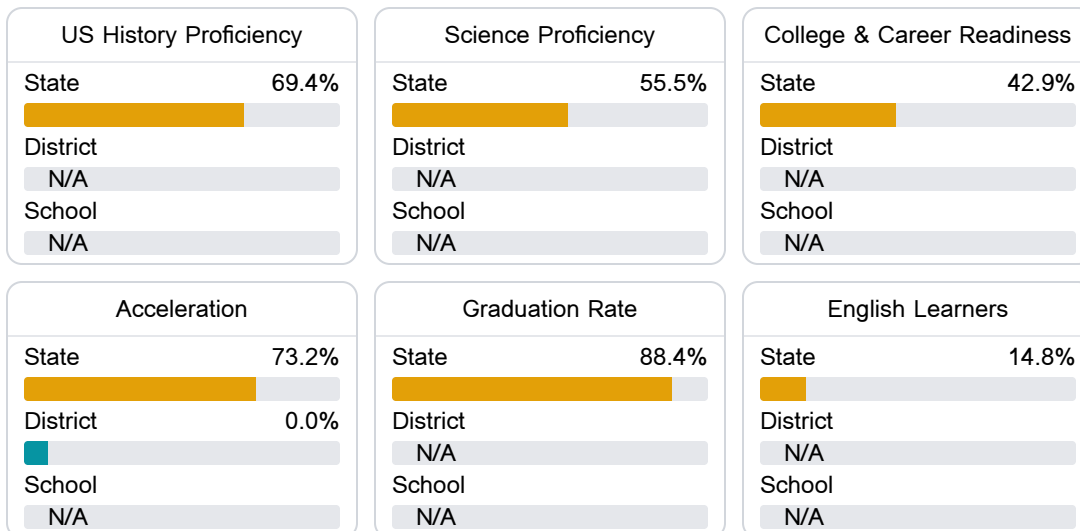 US History Proficiency
State 69.4%
District
N/A
School
N/A
Science Proficiency
State 55.5%
District
N/A
School
N/A
College & Career Readiness
State 42.9%
District
N/A
School
N/A
Acceleration
State 73.2%
District 0.0%
School
N/A
Graduation Rate
State 88.4%
District
N/A
School
N/A
English Learners
State 14.8%
District
N/A
School
N/A